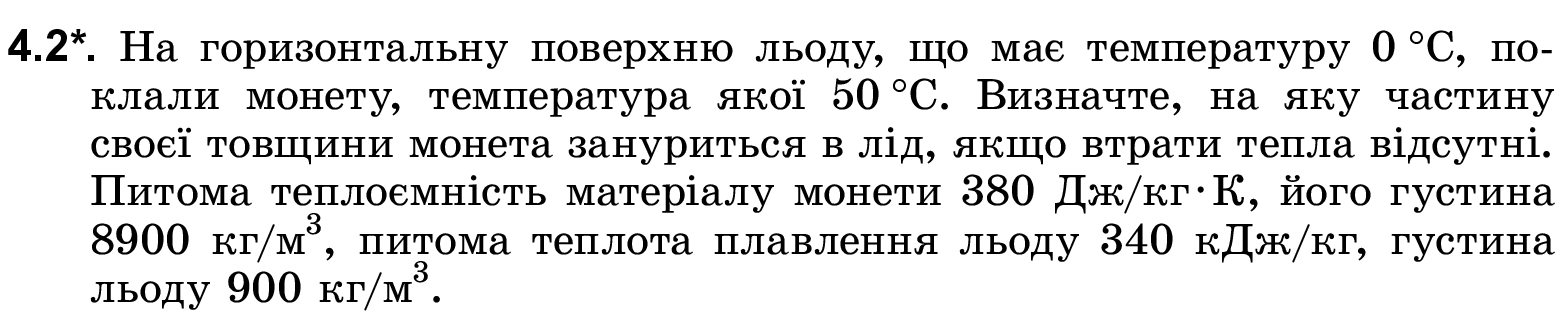 4.2*. На горизонтальну поверхню льоду, що має температуру 0 °С, по-
клали монету, температура якої 50 °С. Визначте, на яку частину
своєї товщини монета зануриться в лід, якщо втрати тепла відсутні.
Питома теплоємність матеріалу монети 380 Дж/кг·К, його густина
8900 кг/м³, питома теплота плавлення льоду 340 кДж/кг, густина
льоду 900 кг/м³.